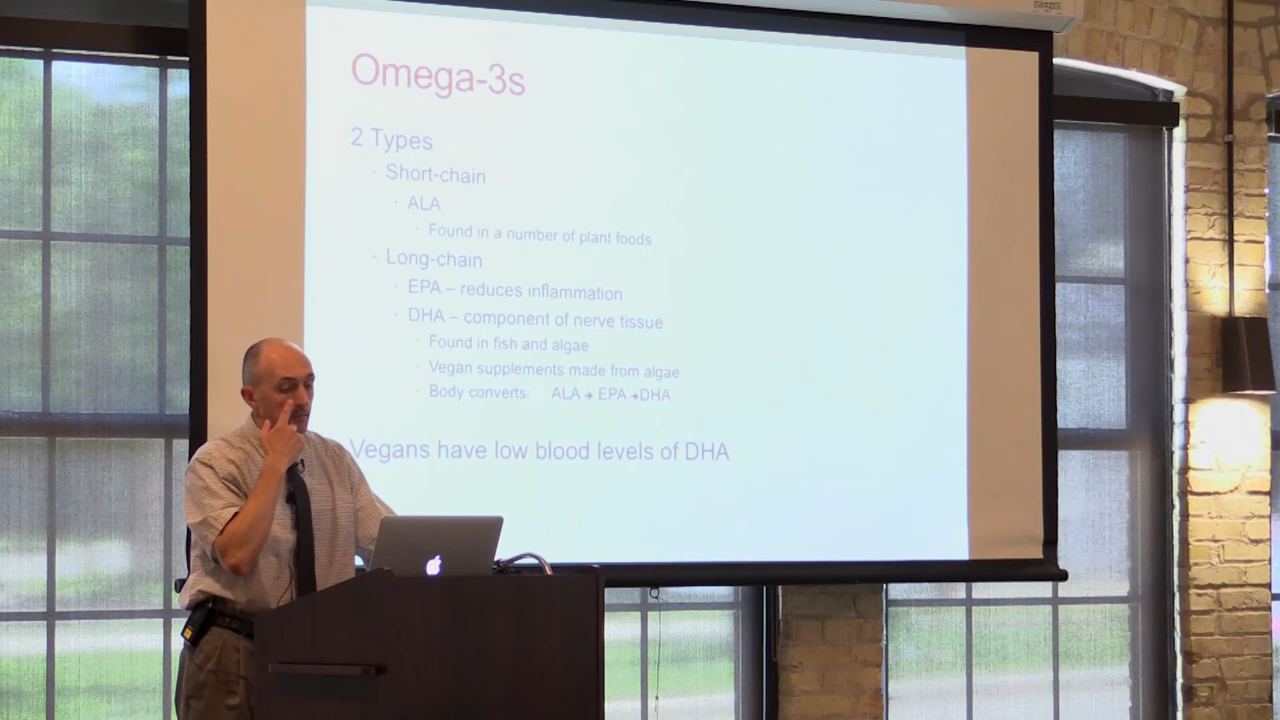 Omega-3s
2 Types
· Short-chain
· ALA
· Found in a number of plant foods
· Long-chain
· EPA – reduces inflammation
· DHA – component of nerve tissue
· Found in fish and algae
· Vegan supplements made from algae
· Body converts: ALA → EPA →DHA
Vegans have low blood levels of DHA